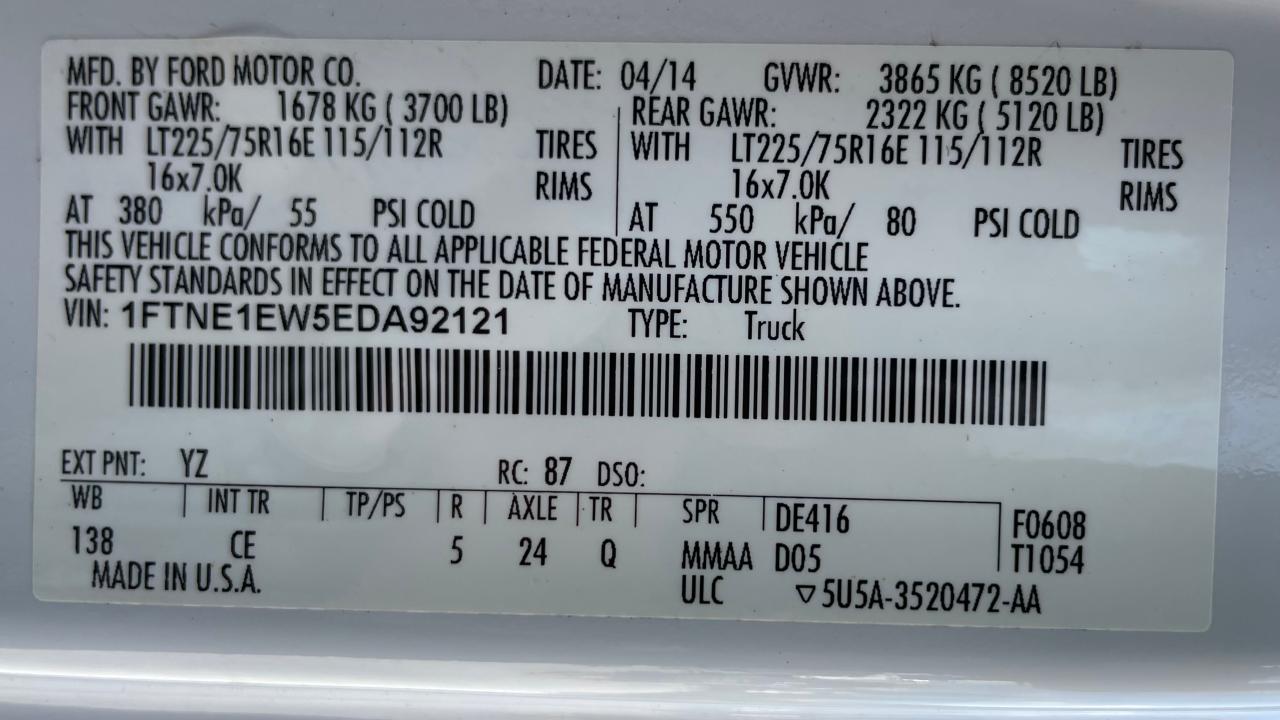 MFD. BY FORD MOTOR CO. DATE: 04/14 GVWR: 3865 KG ( 8520 LB)
FRONT GAWR: 1678 KG ( 3700 LB) REAR GAWR: 2322 KG ( 5120 LB)
WITH LT225/75R16E 115/112R TIRES WITH LT225/75R16E 115/112R TIRES
16x7.0K RIMS 16x7.0K RIMS
AT 380 kPa/ 55 PSI COLD AT 550 kPa/ 80 PSI COLD
THIS VEHICLE CONFORMS TO ALL APPLICABLE FEDERAL MOTOR VEHICLE
SAFETY STANDARDS IN EFFECT ON THE DATE OF MANUFACTURE SHOWN ABOVE.
VIN: 1FTNE1EW5EDA92121 TYPE: Truck
EXT PNT: YZ RC: 87 DSO:
WB INT TR TP/PS R AXLE TR SPR DE416 F0608
138 CE 5 24 Q MMAA D05 T1054
MADE IN U.S.A. ULC ▽5U5A-3520472-AA